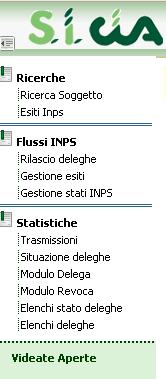 S.I. CIA
Ricerche
Ricerca Soggetto
Esiti Inps
Flussi INPS
Rilascio deleghe
Gestione esiti
Gestione stati INPS
Statistiche
Trasmissioni
Situazione deleghe
Modulo Delega
Modulo Revoca
Elenchi stato deleghe
Elenchi deleghe
Videate Aperte